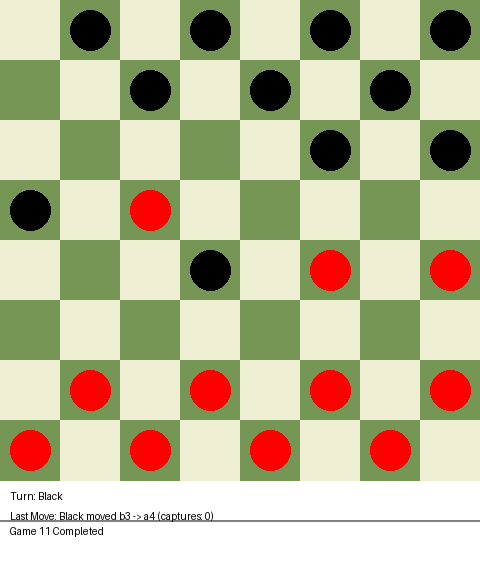 Turn: Black
Last Move: Black moved b3 -> a4 (captures: 0)
Game 11 Completed